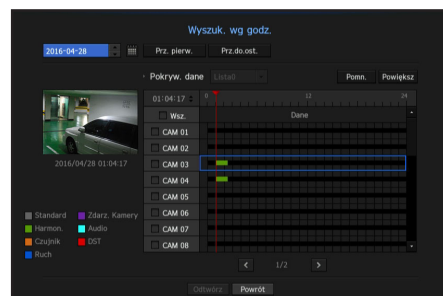 Wyszuk. wg godz.
2016-04-28 Prz. pierw. Prz.do.ost.
Pokryw. dane Lista0 Pomn. Powiększ
01:04:17 0 12 24
Wsz. Dane
CAM 01
CAM 02
CAM 03
2016/04/28 01:04:17
CAM 04
CAM 05
Standard Zdarz. Kamery CAM 06
Harmon. Audio CAM 07
Czujnik DST CAM 08
Ruch
1/2
Odtwórz Powrót